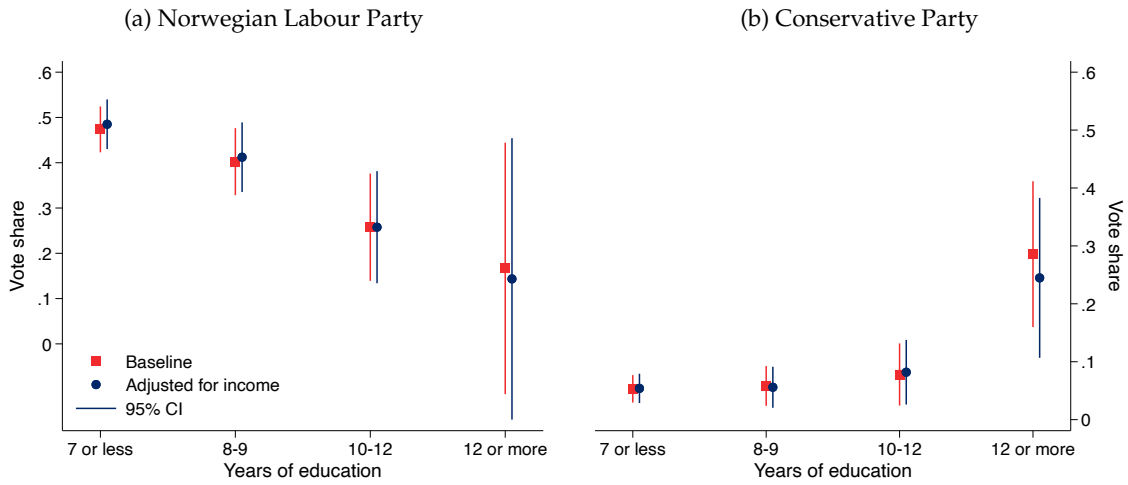 (a) Norwegian Labour Party
.6
.5
.4
.3
.2
.1
0
Vote share
Baseline
Adjusted for income
95% CI
7 or less
8-9
10-12
12 or more
Years of education
(b) Conservative Party
.6
.5
.4
.3
.2
.1
0
Vote share
7 or less
8-9
10-12
12 or more
Years of education